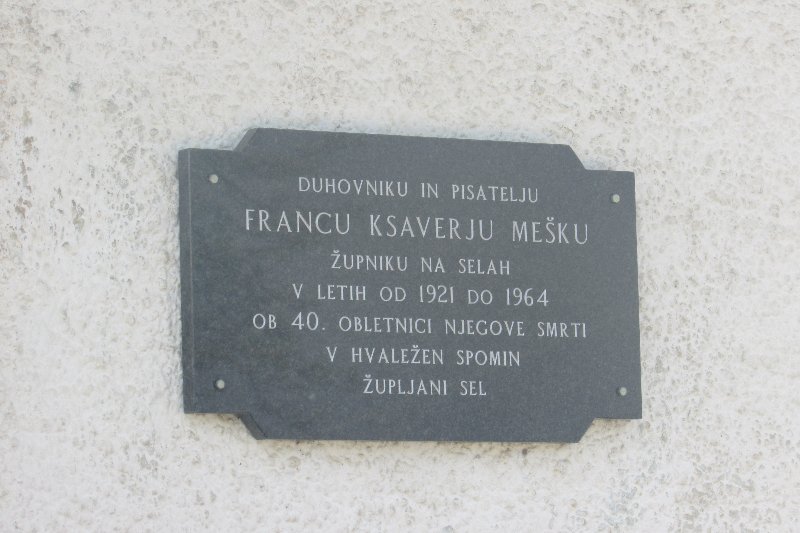 DUHOVNIKU IN PISATELJU
FRANCU KSAVERJU MEŠKU
ŽUPNIKU NA SELAH
V LETIH OD 1921 DO 1964
OB 40. OBLETNICI NJEGOVE SMRTI
V HVALEŽEN SPOMIN
ŽUPLJANI SEL